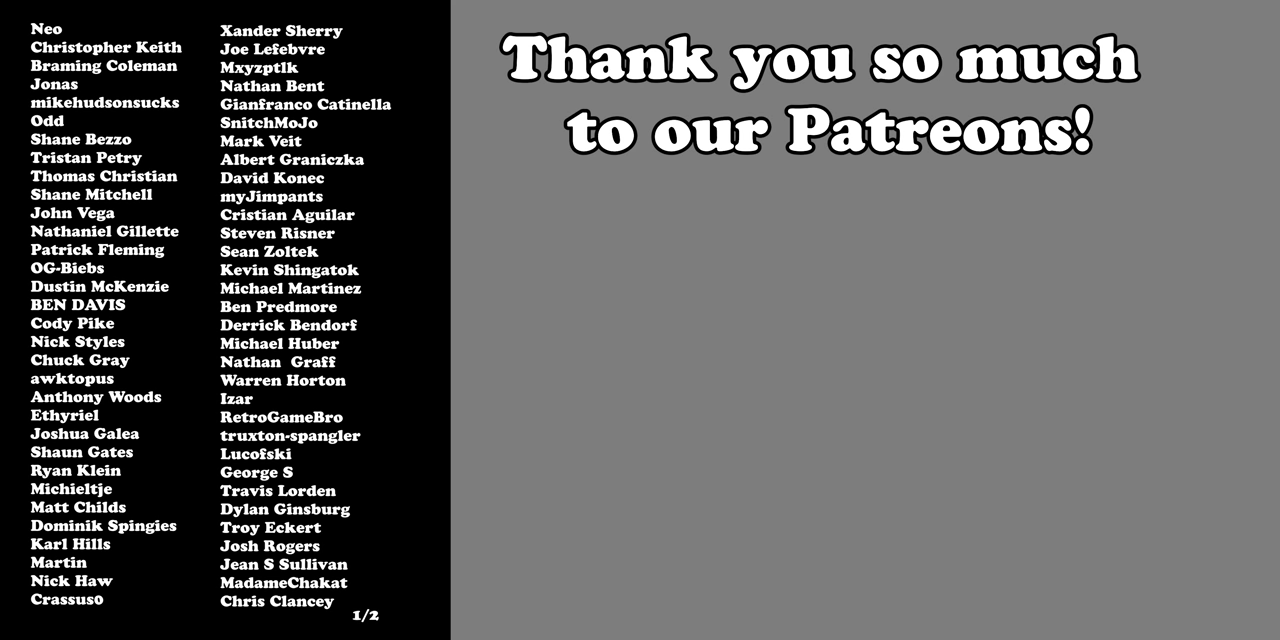 Neo
Christopher Keith
Braming Coleman
Jonas
mikehudsonsucks
Odd
Shane Bezzo
Tristan Petry
Thomas Christian
Shane Mitchell
John Vega
Nathaniel Gillette
Patrick Fleming
OG-Biebs
Dustin McKenzie
BEN DAVIS
Cody Pike
Nick Styles
Chuck Gray
awktopus
Anthony Woods
Ethyriel
Joshua Galea
Shaun Gates
Ryan Klein
Michieltje
Matt Childs
Dominik Spingies
Karl Hills
Martin
Nick Haw
Crassus0
Xander Sherry
Joe Lefebvre
Mxyzptlk
Nathan Bent
Gianfranco Catinella
SnitchMoJo
Mark Veit
Albert Graniczka
David Konec
myJimpants
Cristian Aguilar
Steven Risner
Sean Zoltek
Kevin Shingatok
Michael Martinez
Ben Predmore
Derrick Bendorf
Michael Huber
Nathan  Graff
Warren Horton
Izar
RetroGameBro
truxton-spangler
Lucofski
George S
Travis Lorden
Dylan Ginsburg
Troy Eckert
Josh Rogers
Jean S Sullivan
MadameChakat
Chris Clancey
1/2
Thank you so much
to our Patreons!